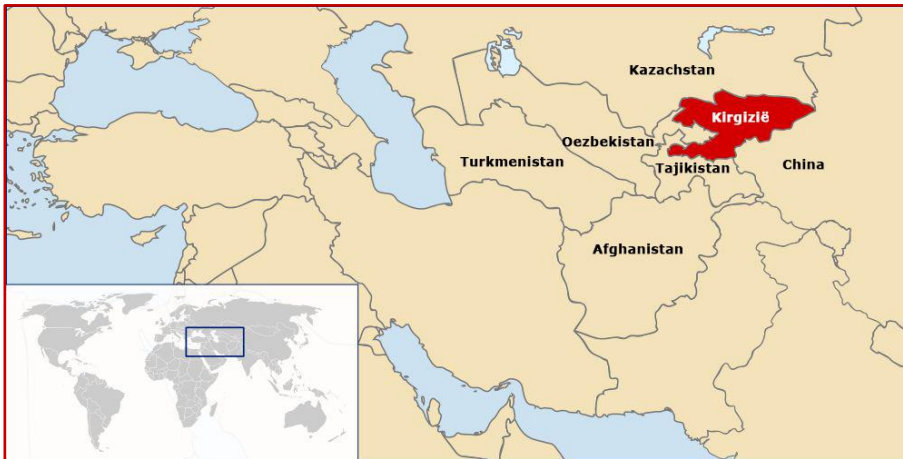 Kazachstan
Kirgizië
Oezbekistan
Turkmenistan
Tajikistan
China
Afghanistan